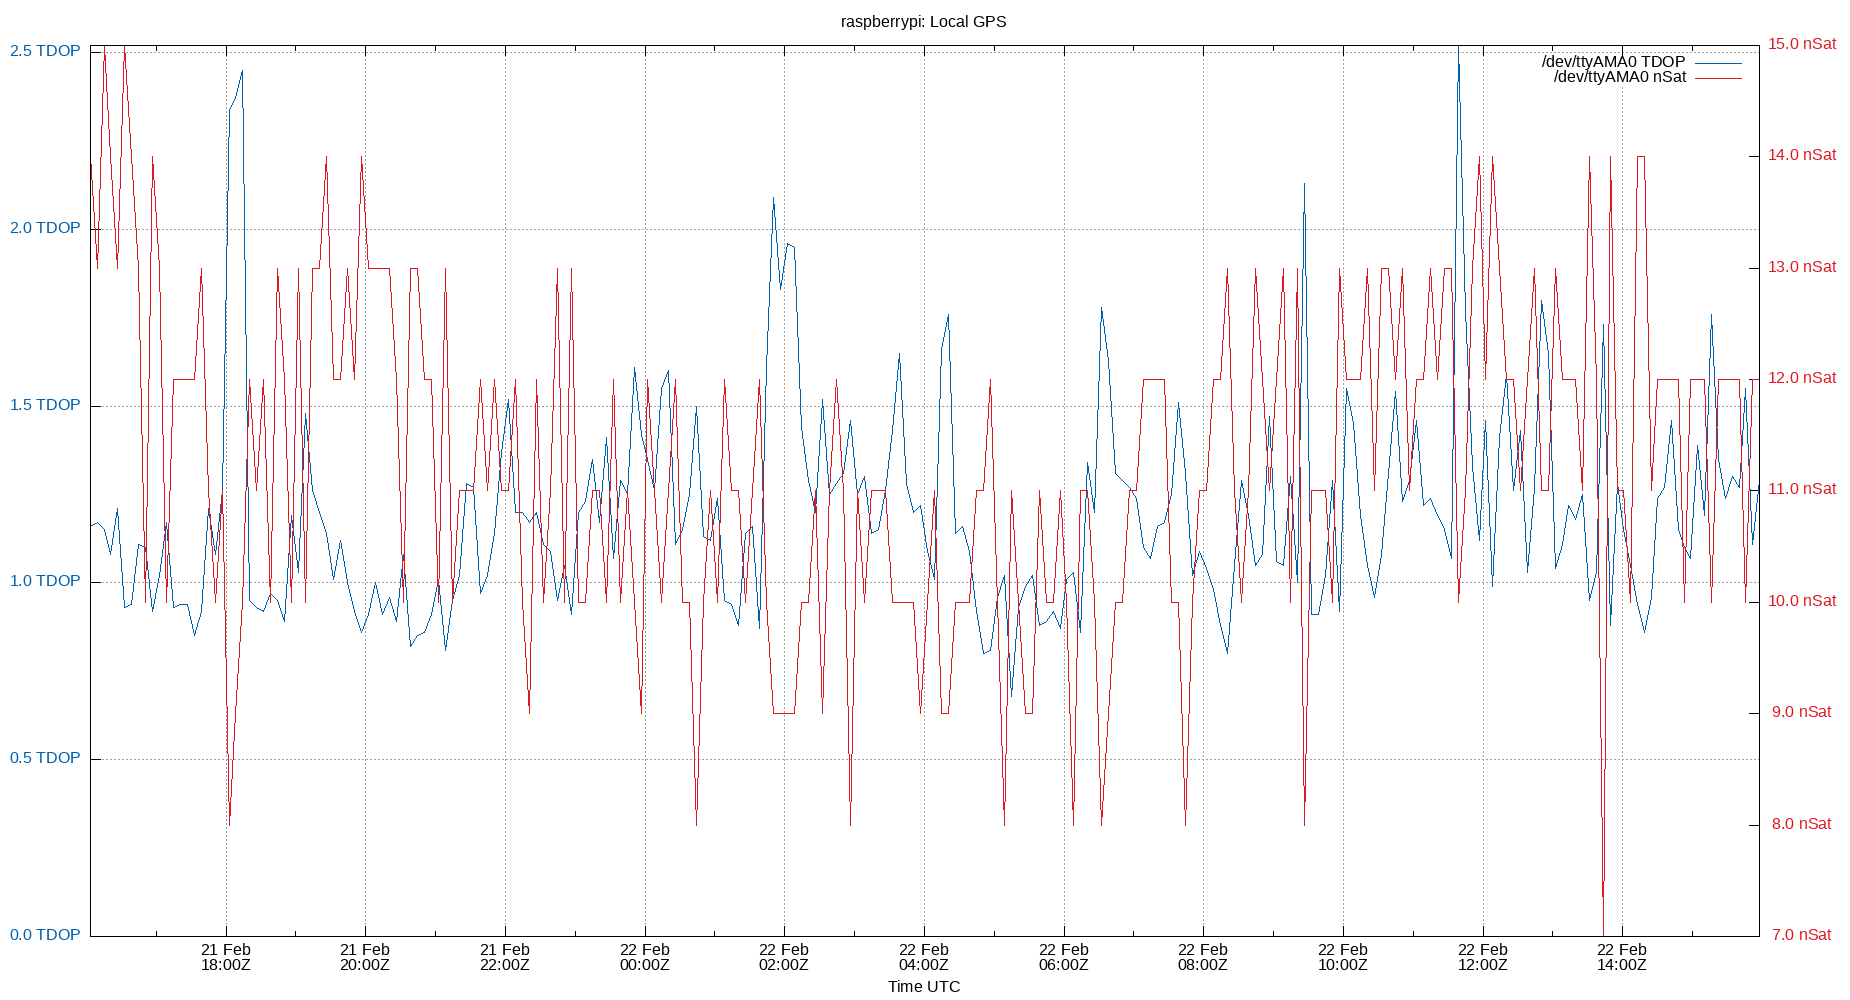 raspberrypi: Local GPS
2.5 TDOP
2.0 TDOP
1.5 TDOP
1.0 TDOP
0.5 TDOP
0.0 TDOP
15.0 nSat
14.0 nSat
13.0 nSat
12.0 nSat
11.0 nSat
10.0 nSat
9.0 nSat
8.0 nSat
7.0 nSat
/dev/ttyAMA0 TDOP
/dev/ttyAMA0 nSat
21 Feb
18:00Z
21 Feb
20:00Z
21 Feb
22:00Z
22 Feb
00:00Z
22 Feb
02:00Z
22 Feb
04:00Z
22 Feb
06:00Z
22 Feb
08:00Z
22 Feb
10:00Z
22 Feb
12:00Z
22 Feb
14:00Z
Time UTC